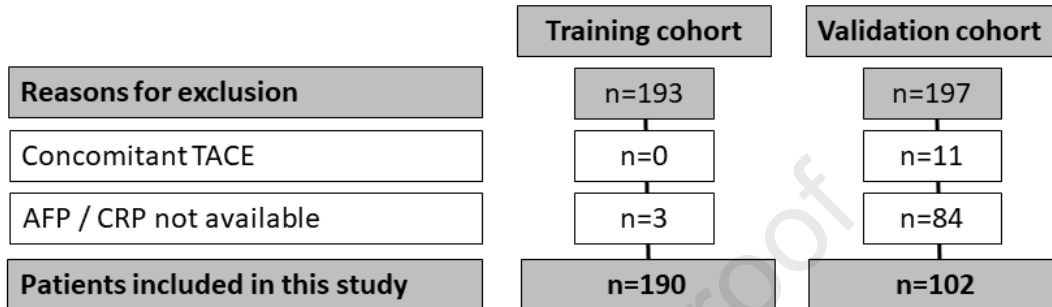 Training cohort Validation cohort
Reasons for exclusion n=193 n=197
Concomitant TACE n=0 n=11
AFP / CRP not available n=3 n=84
Patients included in this study n=190 n=102
roof